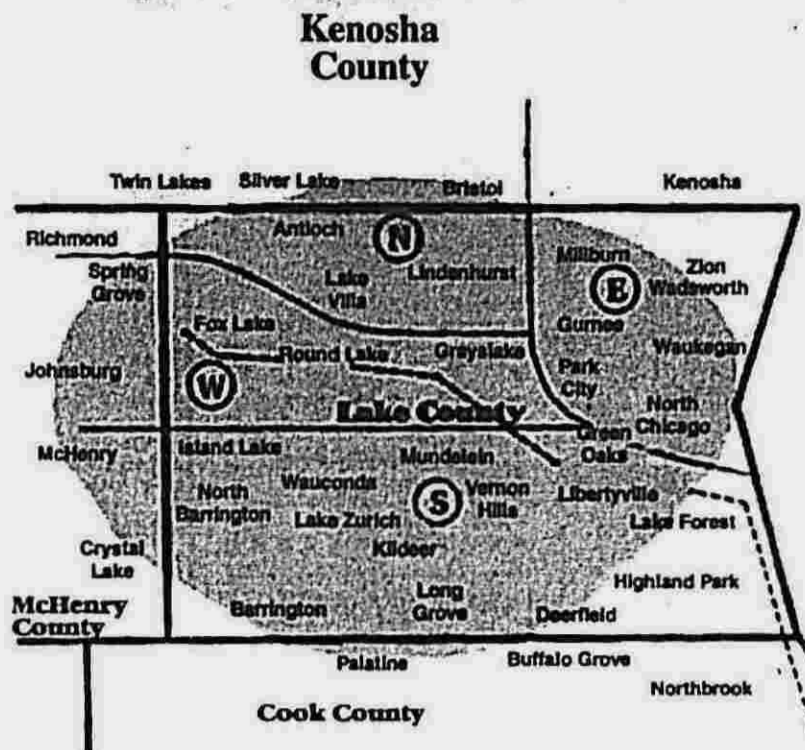 Kenosha
County
Twin Lakes
Silver Lake
Bristol
Kenosha
Richmond
Antioch
N
Millburn
Zion
Spring
Grove
Lake
Villa
Lindenhurst
E
Wadsworth
Fox Lake
Gurnee
Round Lake
Grayslake
Waukegan
Johnsburg
W
Park
City
Lake County
North
Chicago
McHenry
Island Lake
Mundelein
Green
Oaks
North
Barrington
Wauconda
S
Vernon
Hills
Libertyville
Lake Zurich
Lake Forest
Crystal
Lake
Kildeer
Highland Park
McHenry
County
Barrington
Long
Grove
Deerfield
Palatine
Buffalo Grove
Northbrook
Cook County